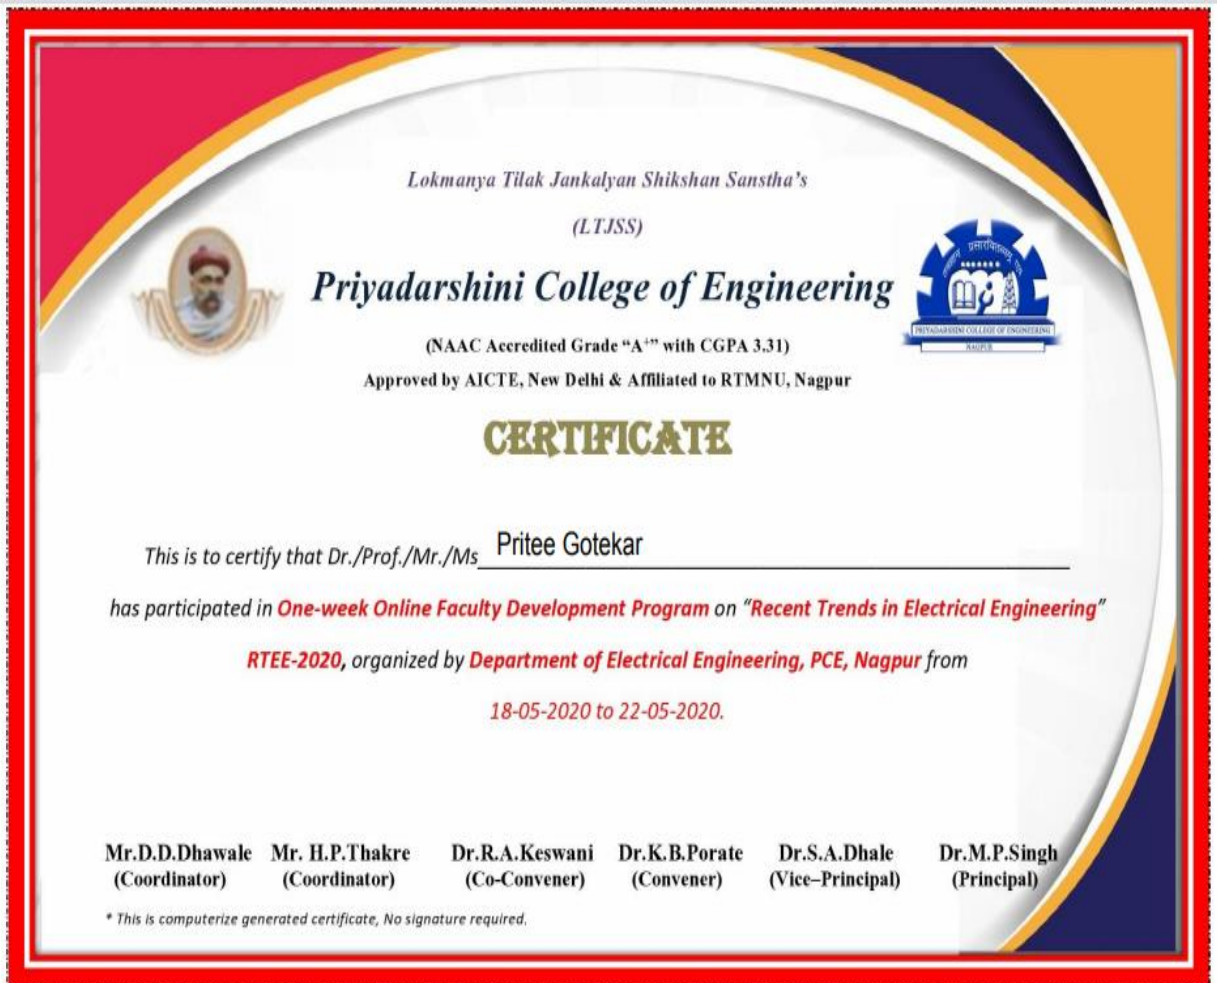 Lokmanya Tilak Jankalyan Shikshan Sanstha's
(LTJSS)
Priyadarshini College of Engineering
PRIYADARSHINI COLLEGE OF ENGINEERING
NAGPUR
(NAAC Accredited Grade “A⁺” with CGPA 3.31)
Approved by AICTE, New Delhi & Affiliated to RTMNU, Nagpur
CERTIFICATE
This is to certify that Dr./Prof./Mr./Ms Pritee Gotekar
has participated in One-week Online Faculty Development Program on “Recent Trends in Electrical Engineering”
RTEE-2020, organized by Department of Electrical Engineering, PCE, Nagpur from
18-05-2020 to 22-05-2020.
Mr.D.D.Dhawale Mr. H.P.Thakre Dr.R.A.Keswani Dr.K.B.Porate Dr.S.A.Dhale Dr.M.P.Singh
(Coordinator) (Coordinator) (Co-Convener) (Convener) (Vice–Principal) (Principal)
* This is computerize generated certificate, No signature required.